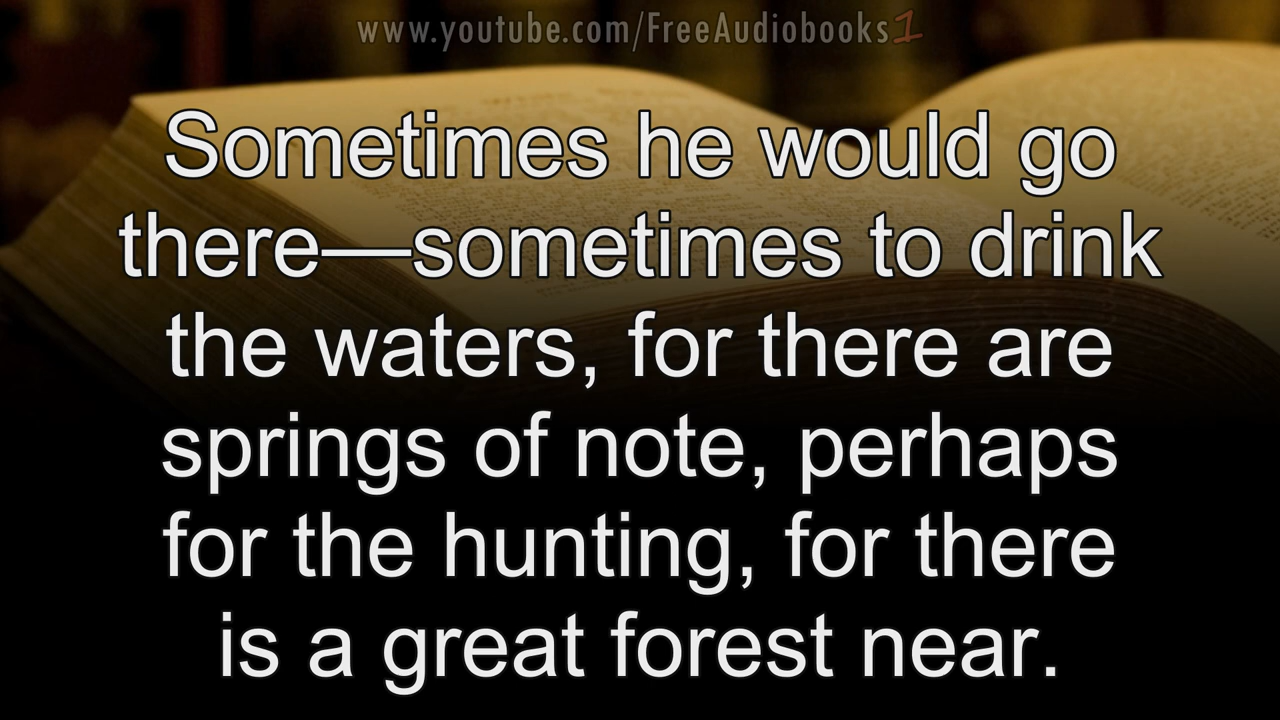 www.youtube.com/FreeAudiobooks1
Sometimes he would go
there—sometimes to drink
the waters, for there are
springs of note, perhaps
for the hunting, for there
is a great forest near.